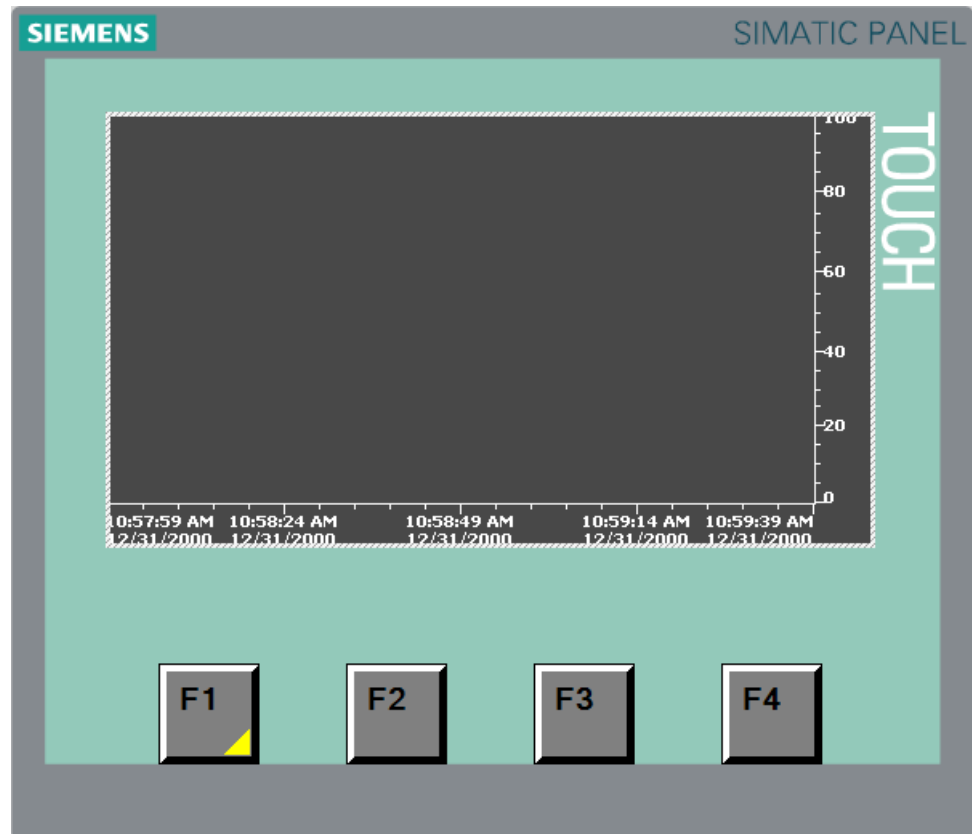 SIEMENS
SIMATIC PANEL
TOUCH
100
80
60
40
20
0
10:57:59 AM 10:58:24 AM 10:58:49 AM 10:59:14 AM 10:59:39 AM
12/31/2000 12/31/2000 12/31/2000 12/31/2000 12/31/2000
F1 F2 F3 F4